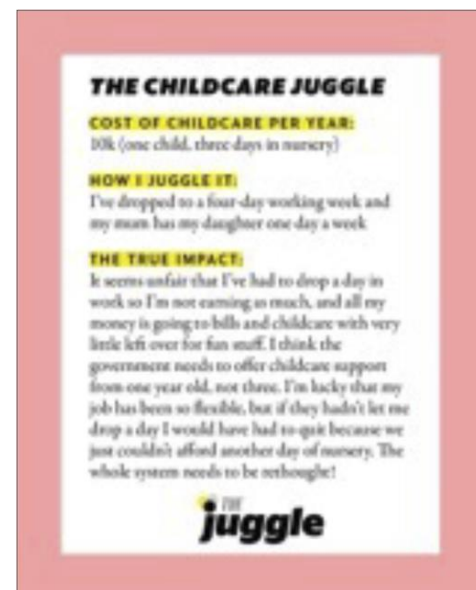 THE CHILDCARE JUGGLE
COST OF CHILDCARE PER YEAR:
10k (one child, three days in nursery)
HOW I JUGGLE IT:
I've dropped to a four-day working week and
my mum has my daughter one day a week
THE TRUE IMPACT:
It seems unfair that I've had to drop a day in
work so I'm not earning as much, and all my
money is going to bills and childcare with very
little left over for fun stuff. I think the
government needs to offer childcare support
from one year old, not three. I'm lucky that my
job has been so flexible, but if they hadn't let me
drop a day I would have had to quit because we
just couldn't afford another day of nursery. The
whole system needs to be rethought!
THE
juggle